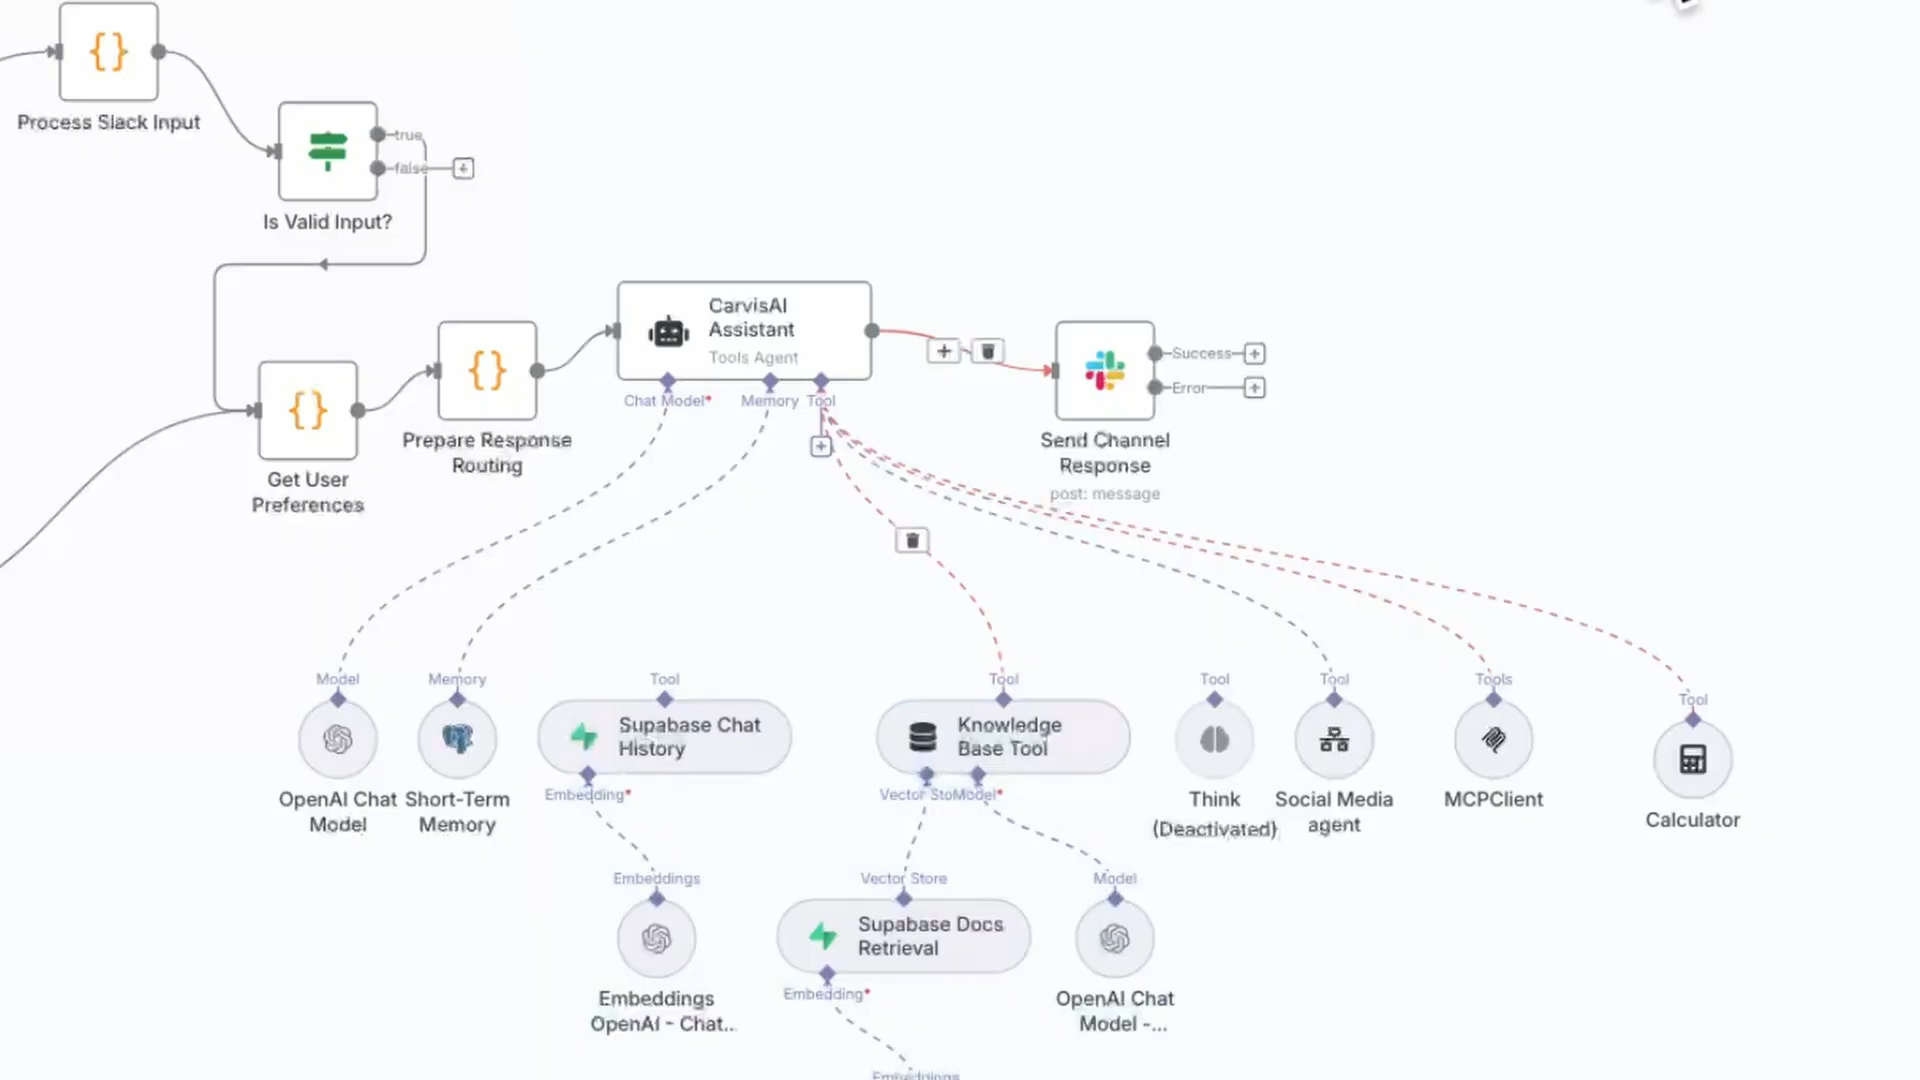 Process Slack Input
true
false
Is Valid Input?
CarvisAI
Assistant
Tools Agent
Success
Error
Chat Model*
Memory
Tool
Prepare Response
Routing
Send Channel
Response
post: message
Get User
Preferences
Model
Memory
Tool
Tool
Tool
Tool
Tools
Tool
Supabase Chat
History
Knowledge
Base Tool
Embedding*
Vector Sto
Model*
OpenAI Chat
Model
Short-Term
Memory
Think
(Deactivated)
Social Media
agent
MCPClient
Calculator
Embeddings
Vector Store
Model
Supabase Docs
Retrieval
Embedding*
Embeddings
OpenAI - Chat...
OpenAI Chat
Model -...
Embeddings